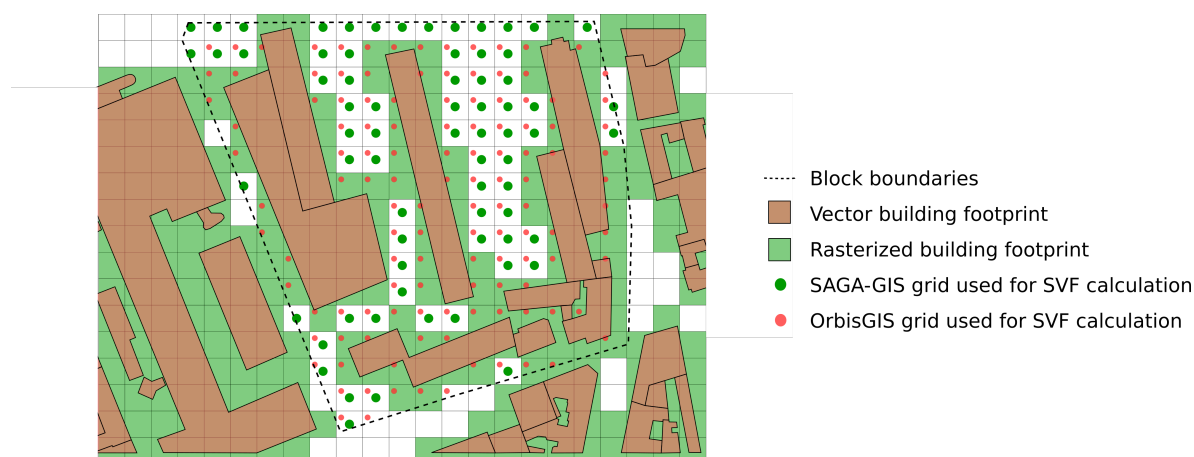 Block boundaries
Vector building footprint
Rasterized building footprint
SAGA-GIS grid used for SVF calculation
OrbisGIS grid used for SVF calculation